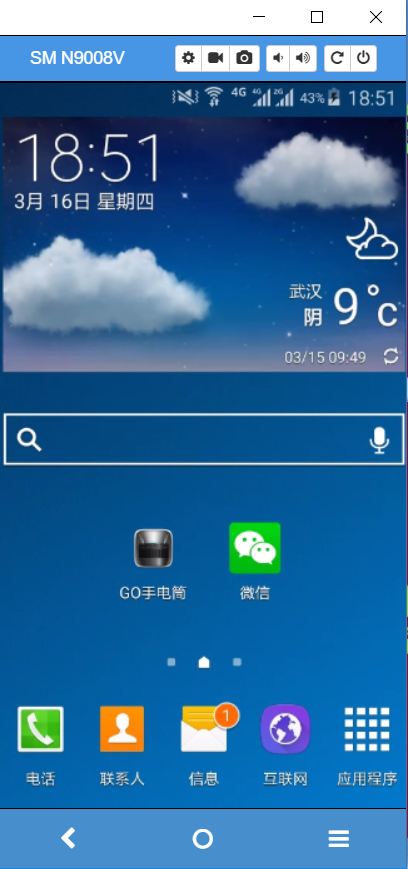 SM N9008V
4G 4G 2G 43% 18:51
18:51
3月 16日 星期四
武汉
阴 9°C
03/15 09:49
GO手电筒 微信
1
电话 联系人 信息 互联网 应用程序